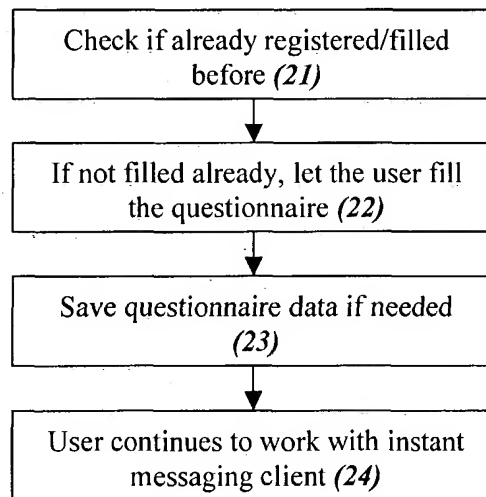 Check if already registered/filled
before (21)
If not filled already, let the user fill
the questionnaire (22)
Save questionnaire data if needed
(23)
User continues to work with instant
messaging client (24)